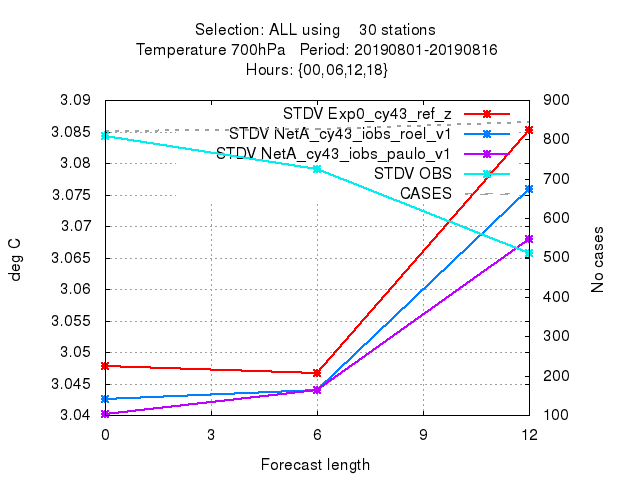 Selection: ALL using    30 stations
Temperature 700hPa   Period: 20190801-20190816
Hours: {00,06,12,18}
3.09
3.085
3.08
3.075
3.07
3.065
3.06
3.055
3.05
3.045
3.04
deg C
STDV Exp0_cy43_ref_z
STDV NetA_cy43_iobs_roel_v1
STDV NetA_cy43_iobs_paulo_v1
STDV OBS
CASES
900
800
700
600
500
400
300
200
100
No cases
0 3 6 9 12
Forecast length